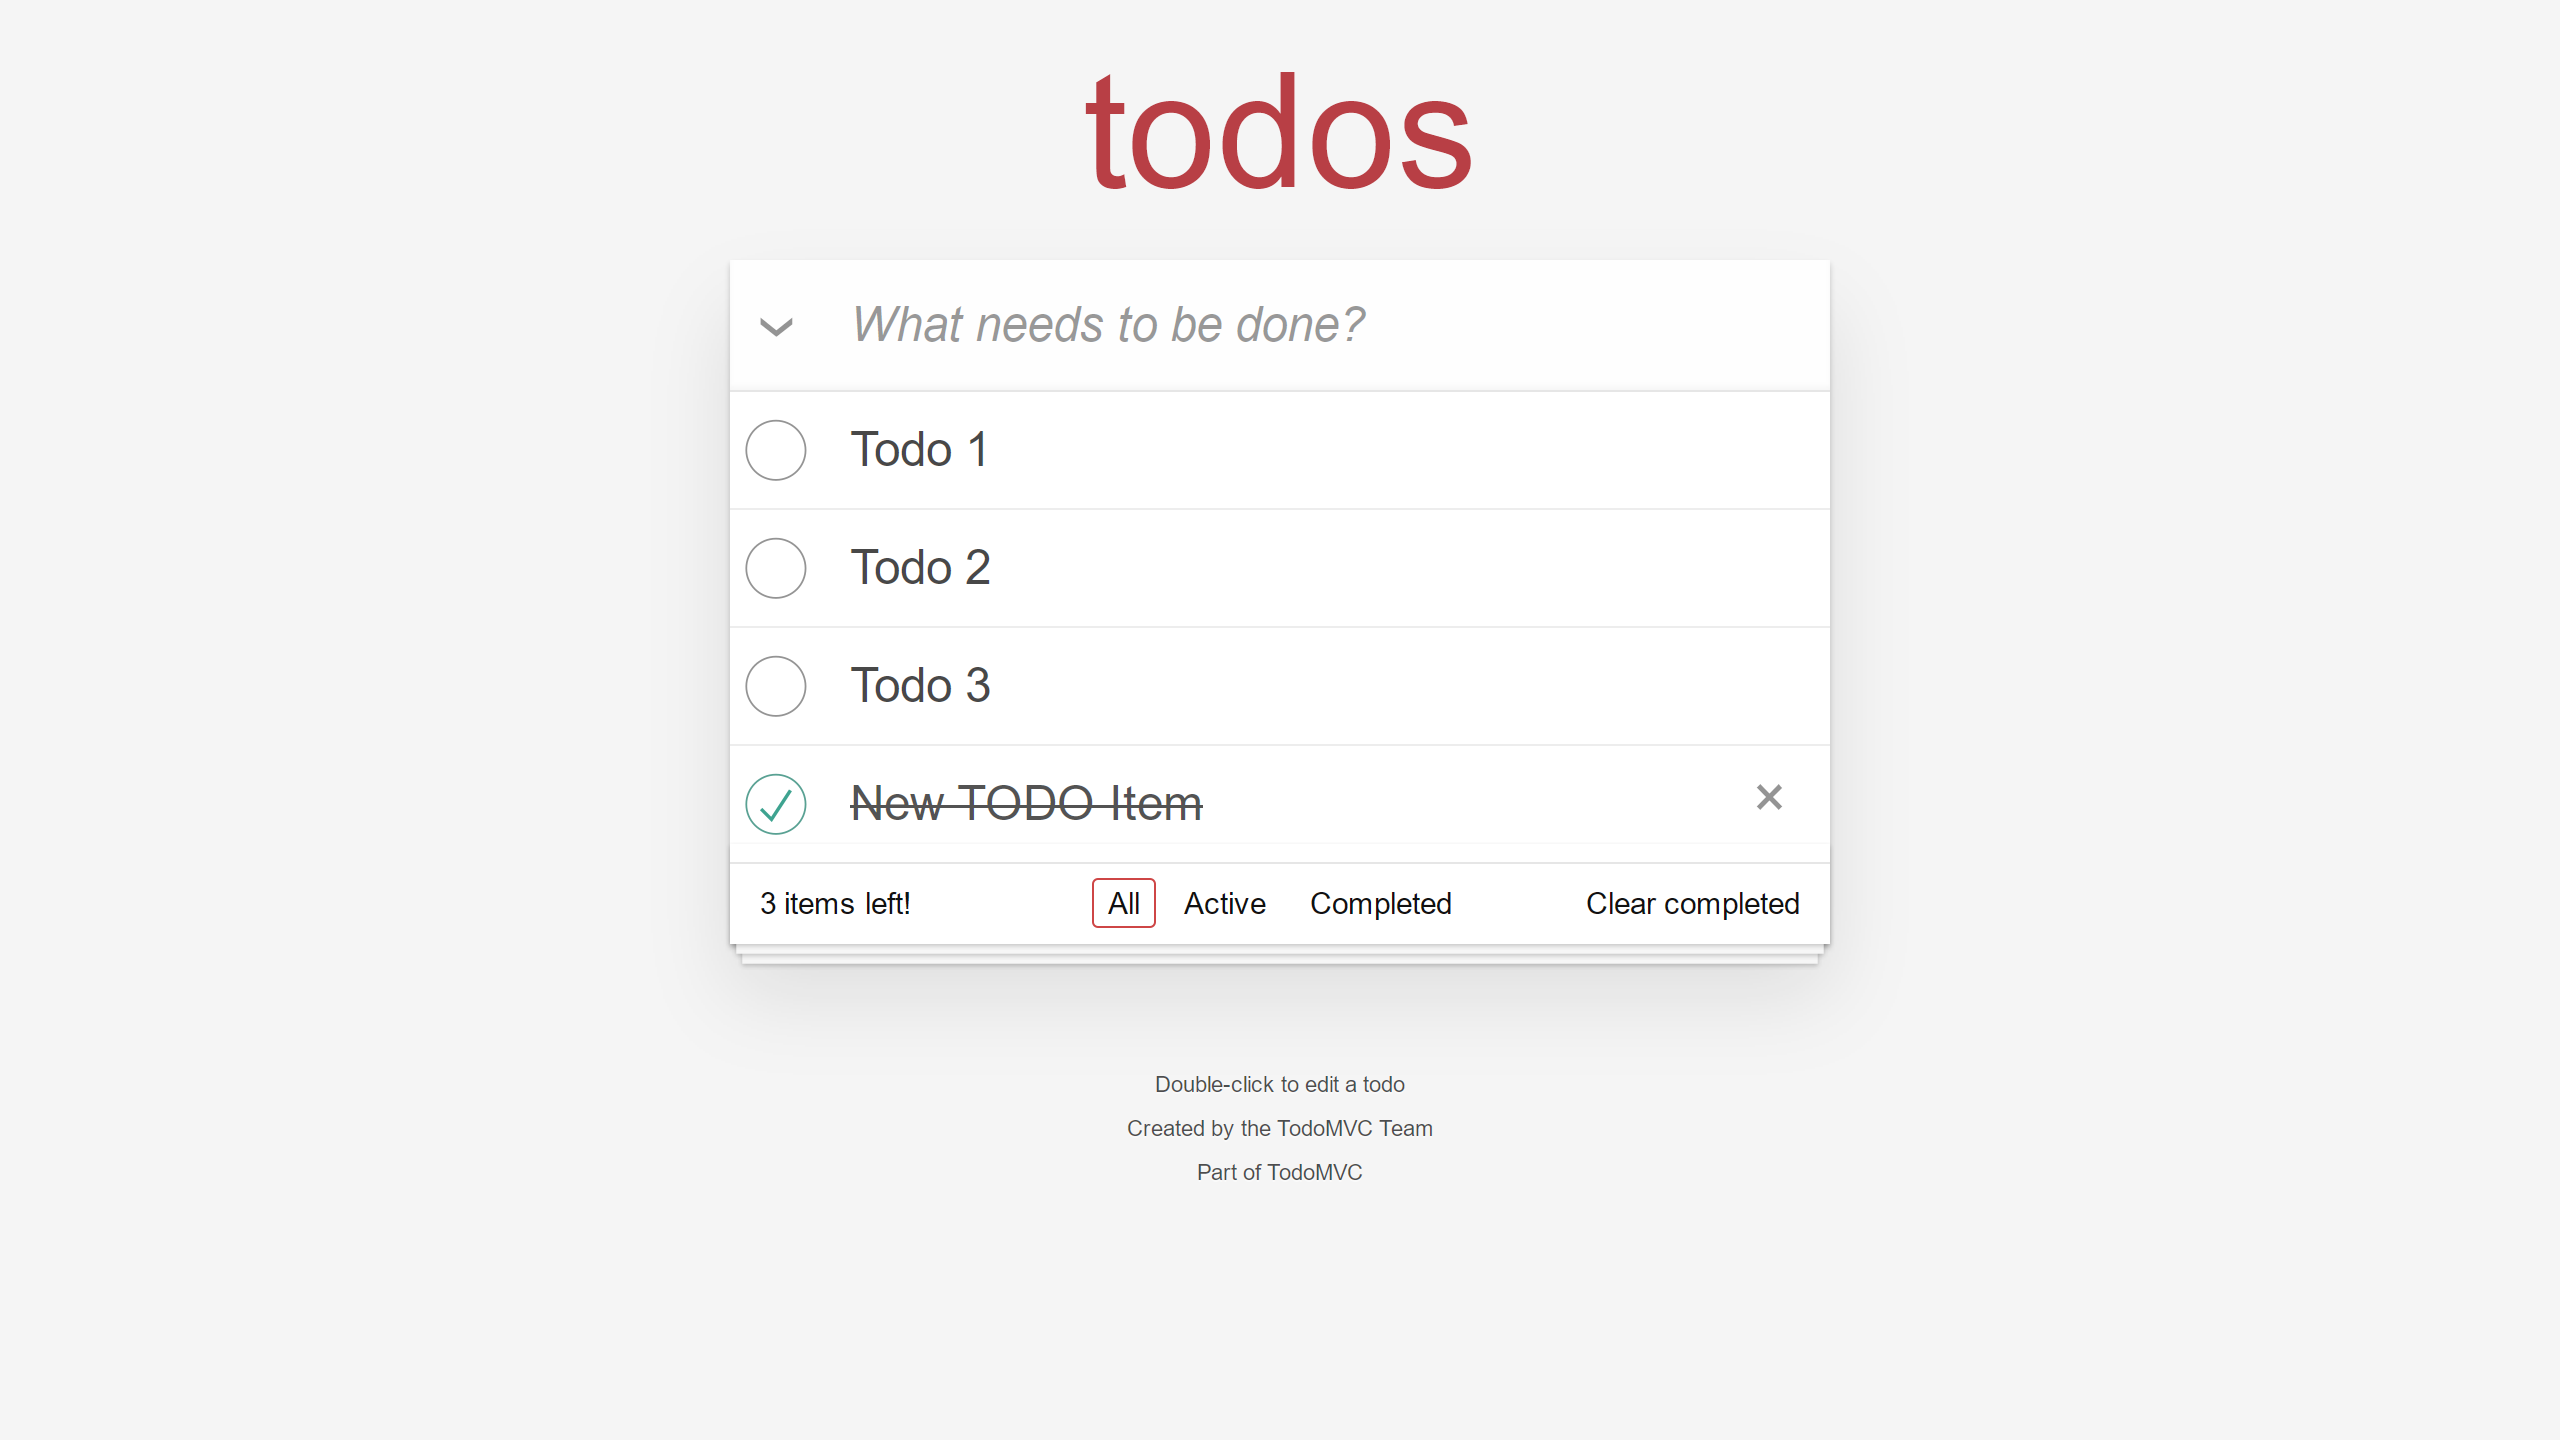 todos
What needs to be done?
Todo 1
Todo 2
Todo 3
New TODO Item
3 items left! All Active Completed Clear completed
Double-click to edit a todo
Created by the TodoMVC Team
Part of TodoMVC